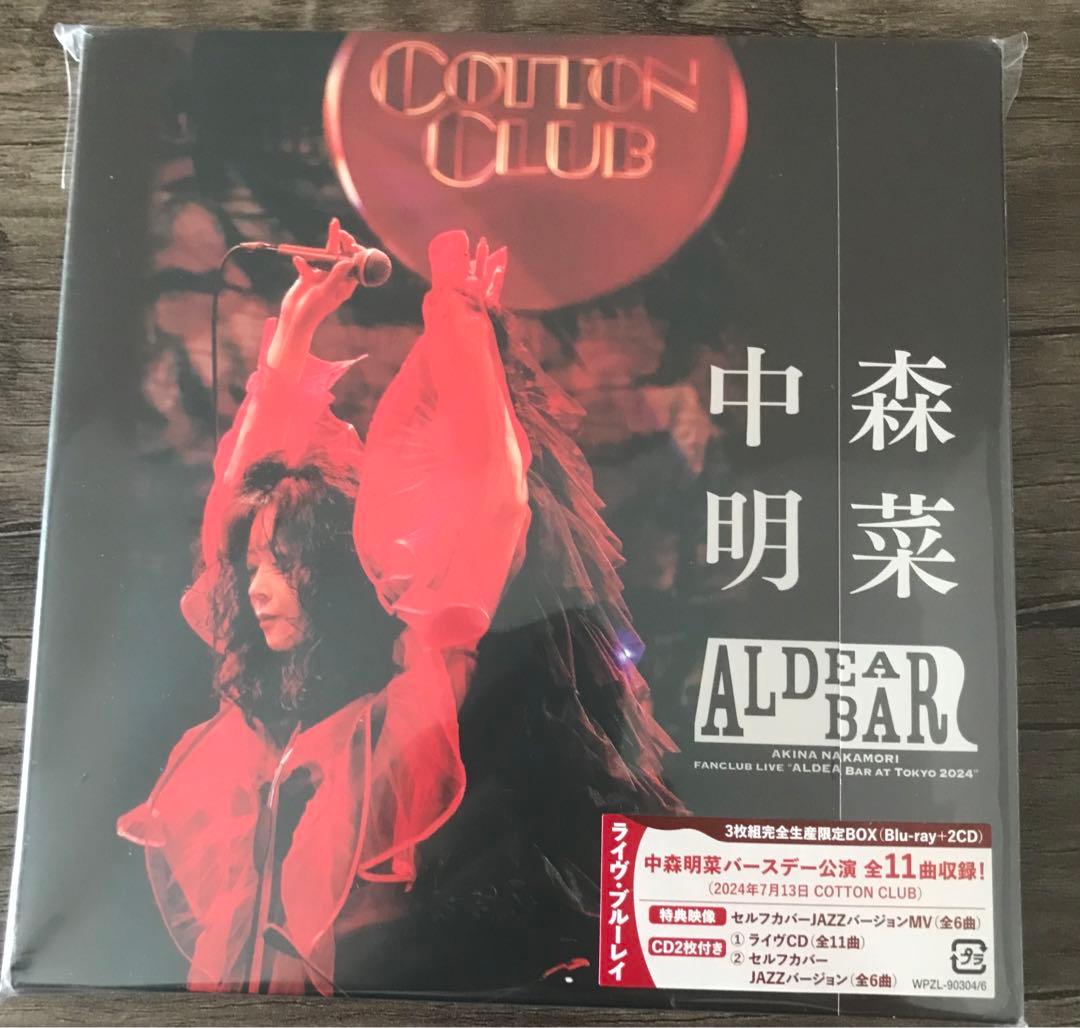 COTTON
CLUB
中森
明菜
ALDEA
BAR
AKINA NAKAMORI
FANCLUB LIVE "ALDEA BAR AT TOKYO 2024"
ライヴ・ブルーレイ
3枚組完全生産限定BOX(Blu-ray+2CD)
中森明菜バースデー公演 全11曲収録!
(2024年7月13日 COTTON CLUB)
特典映像 セルフカバーJAZZバージョンMV(全6曲)
CD2枚付き ① ライヴCD(全11曲)
② セルフカバー
JAZZバージョン(全6曲)
プラ
WPZL-90304/6